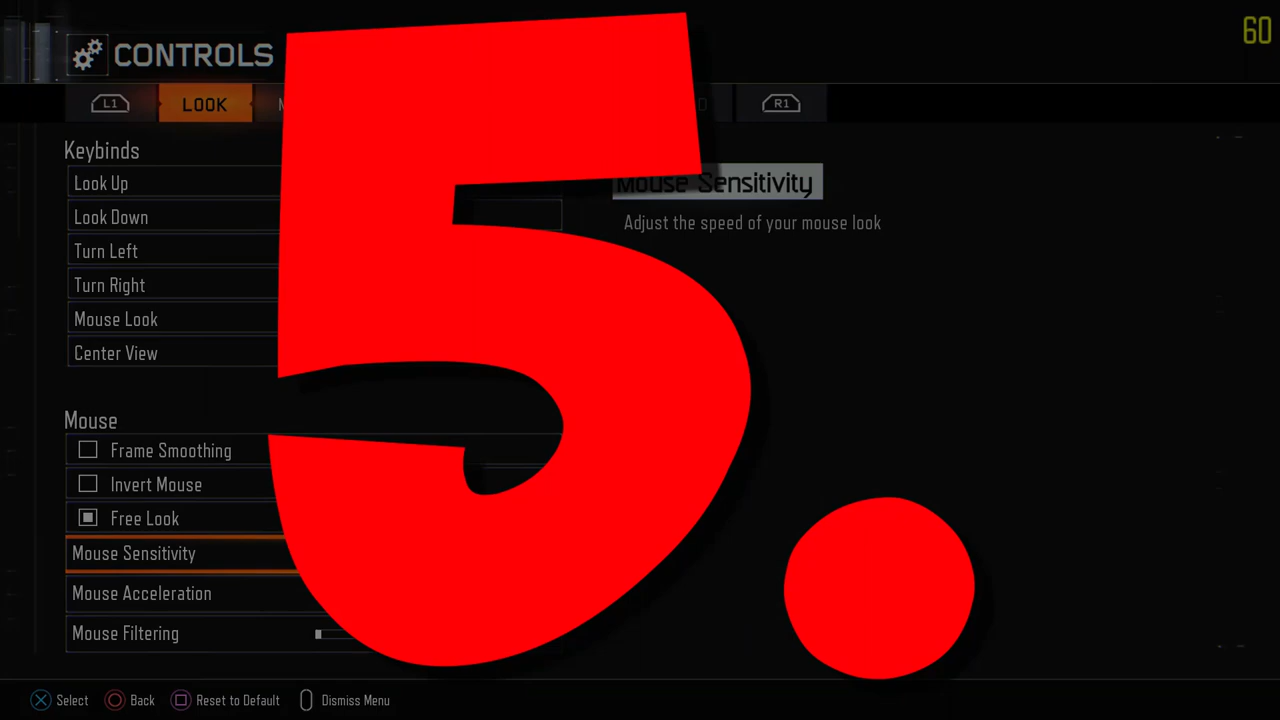 60
CONTROLS
L1
LOOK
R1
5.
Keybinds
Look Up
Look Down
Turn Left
Turn Right
Mouse Look
Center View
Mouse Sensitivity
Adjust the speed of your mouse look
Mouse
Frame Smoothing
Invert Mouse
Free Look
Mouse Sensitivity
Mouse Acceleration
Mouse Filtering
Select
Back
Reset to Default
Dismiss Menu